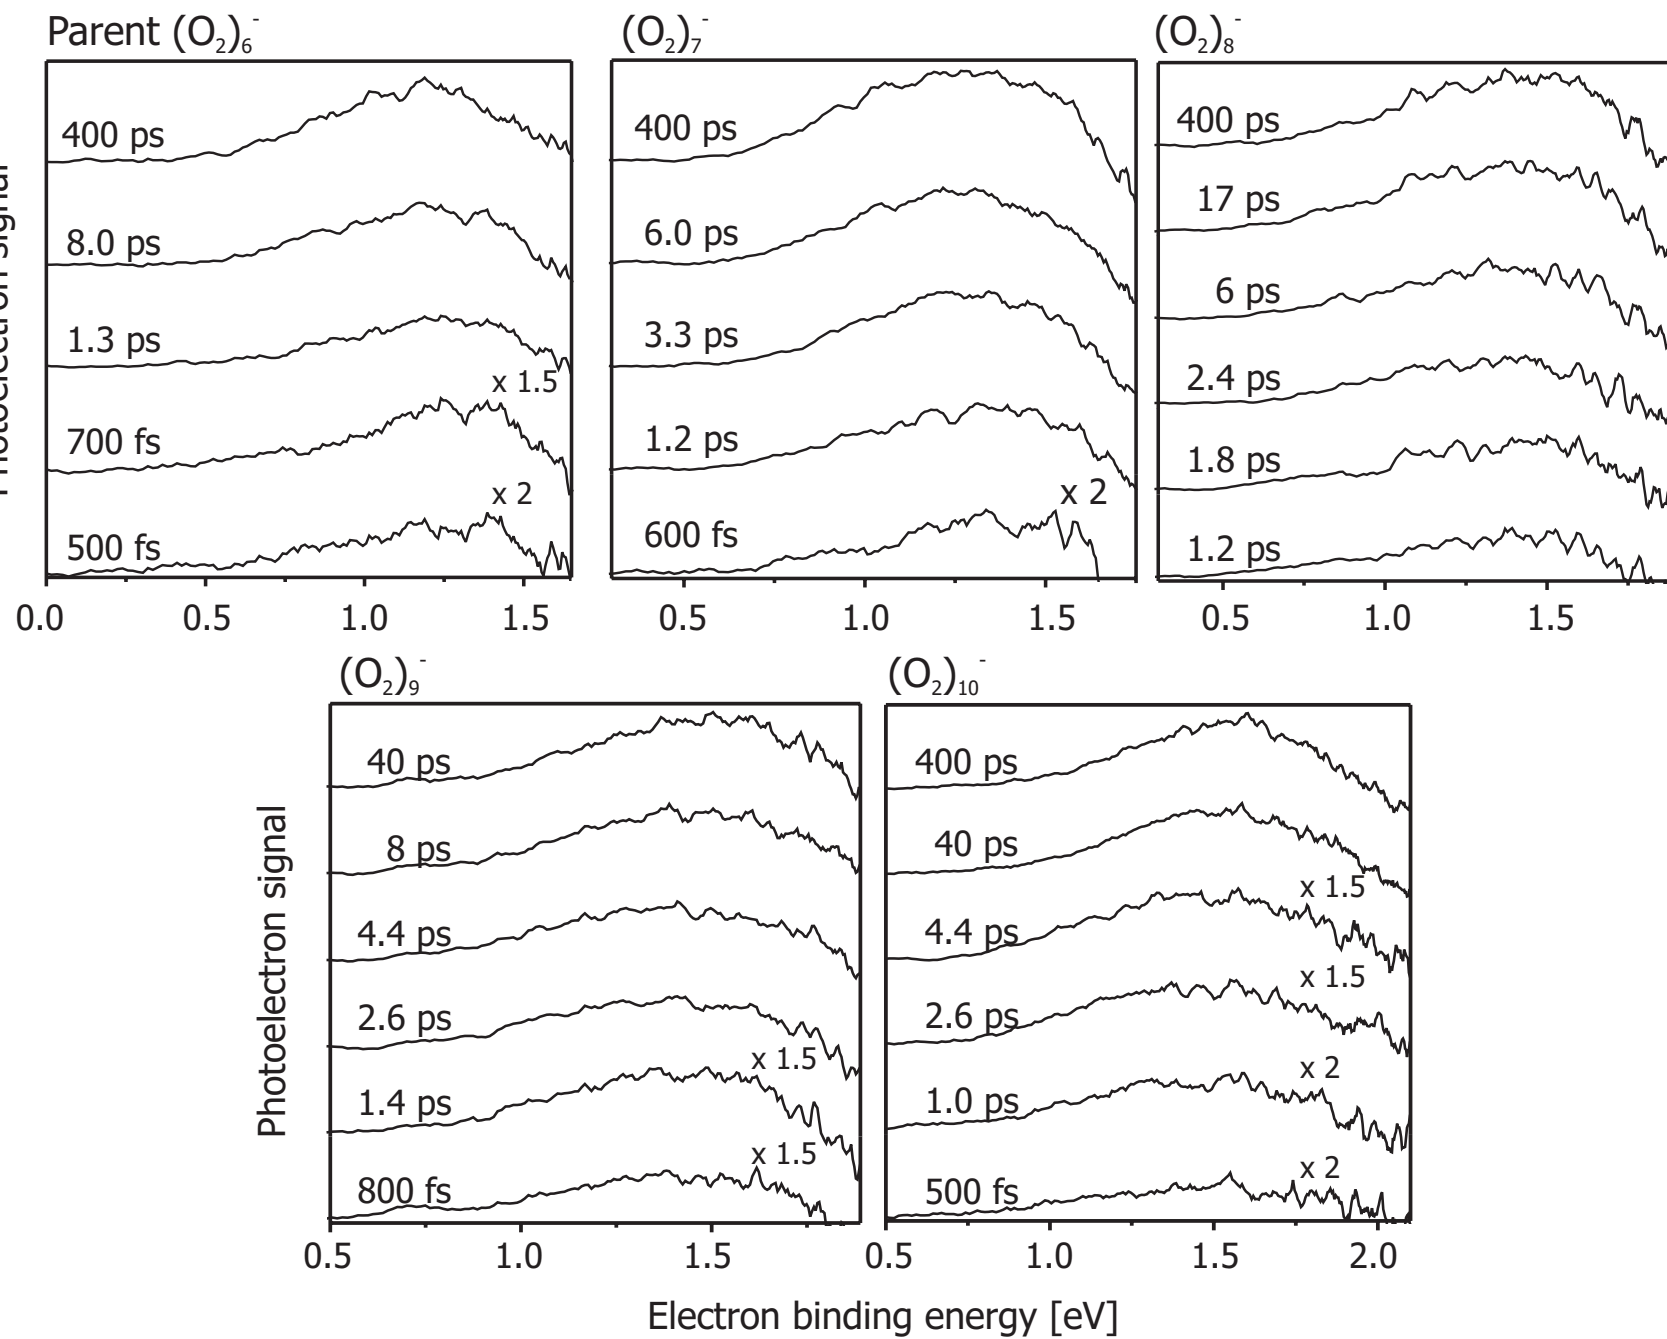 Parent (O₂)₆⁻
400 ps
8.0 ps
1.3 ps
x 1.5
700 fs
x 2
500 fs
0.0 0.5 1.0 1.5
(O₂)₇⁻
400 ps
6.0 ps
3.3 ps
1.2 ps
x 2
600 fs
0.5 1.0 1.5
(O₂)₈⁻
400 ps
17 ps
6 ps
2.4 ps
1.8 ps
1.2 ps
0.5 1.0 1.5
(O₂)₉⁻
Photoelectron signal
40 ps
8 ps
4.4 ps
2.6 ps
x 1.5
1.4 ps
x 1.5
800 fs
0.5 1.0 1.5
(O₂)₁₀⁻
400 ps
40 ps
x 1.5
4.4 ps
x 1.5
2.6 ps
x 2
1.0 ps
x 2
500 fs
0.5 1.0 1.5 2.0
Electron binding energy [eV]